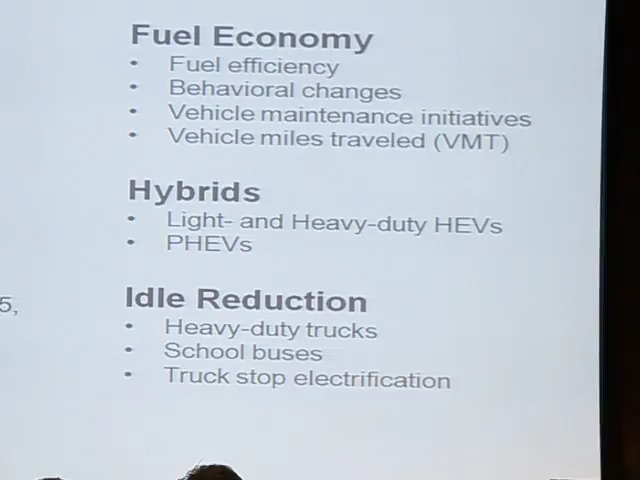 Fuel Economy
• Fuel efficiency
• Behavioral changes
• Vehicle maintenance initiatives
• Vehicle miles traveled (VMT)
Hybrids
• Light- and Heavy-duty HEVs
• PHEVs
5,
Idle Reduction
• Heavy-duty trucks
• School buses
• Truck stop electrification